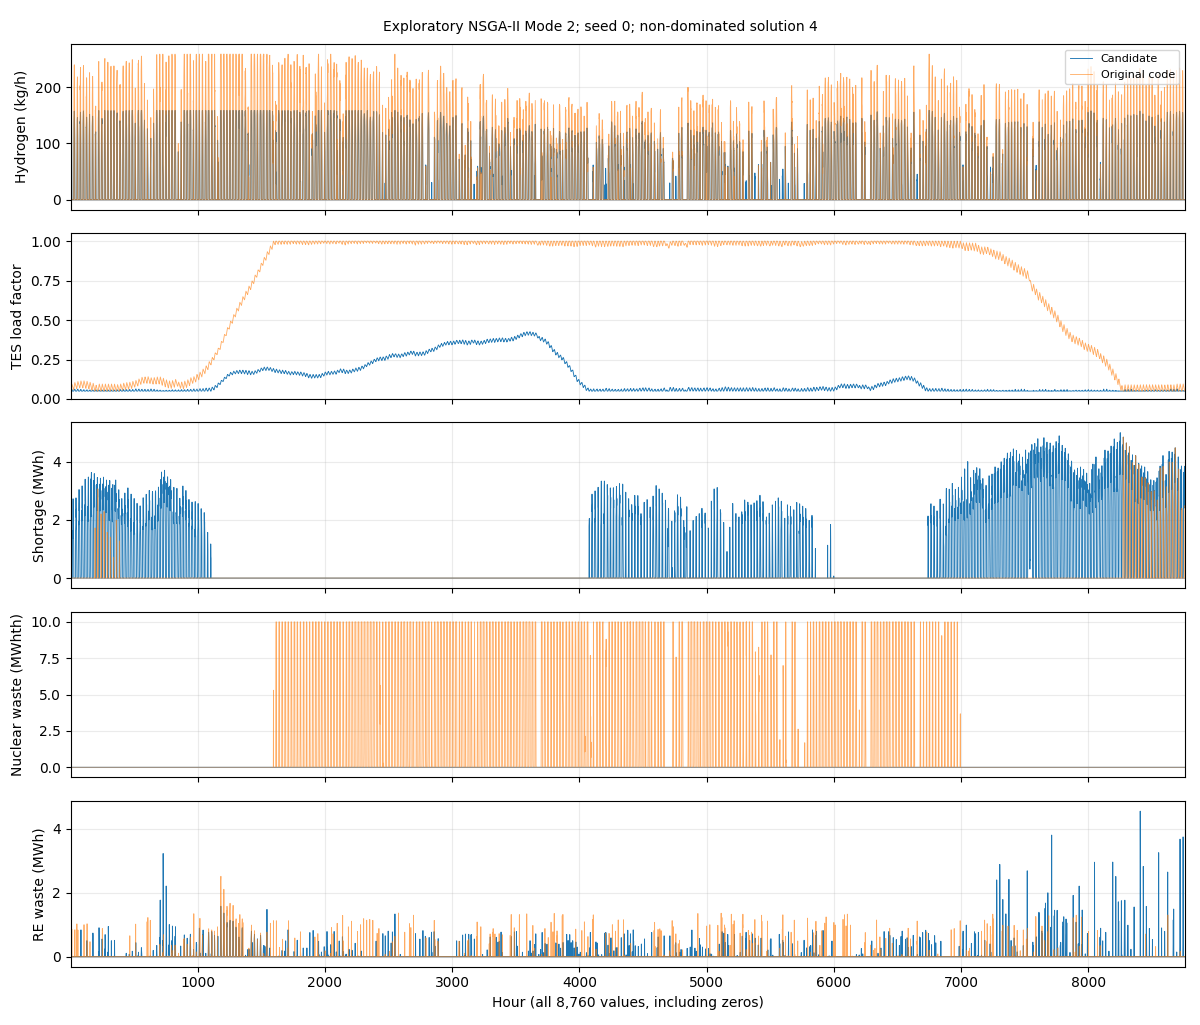 Exploratory NSGA-II Mode 2; seed 0; non-dominated solution 4
Candidate
Original code
Hydrogen (kg/h)
200
100
0
TES load factor
1.00
0.75
0.50
0.25
0.00
Shortage (MWh)
4
2
0
Nuclear waste (MWhth)
10.0
7.5
5.0
2.5
0.0
RE waste (MWh)
4
2
0
1000 2000 3000 4000 5000 6000 7000 8000
Hour (all 8,760 values, including zeros)